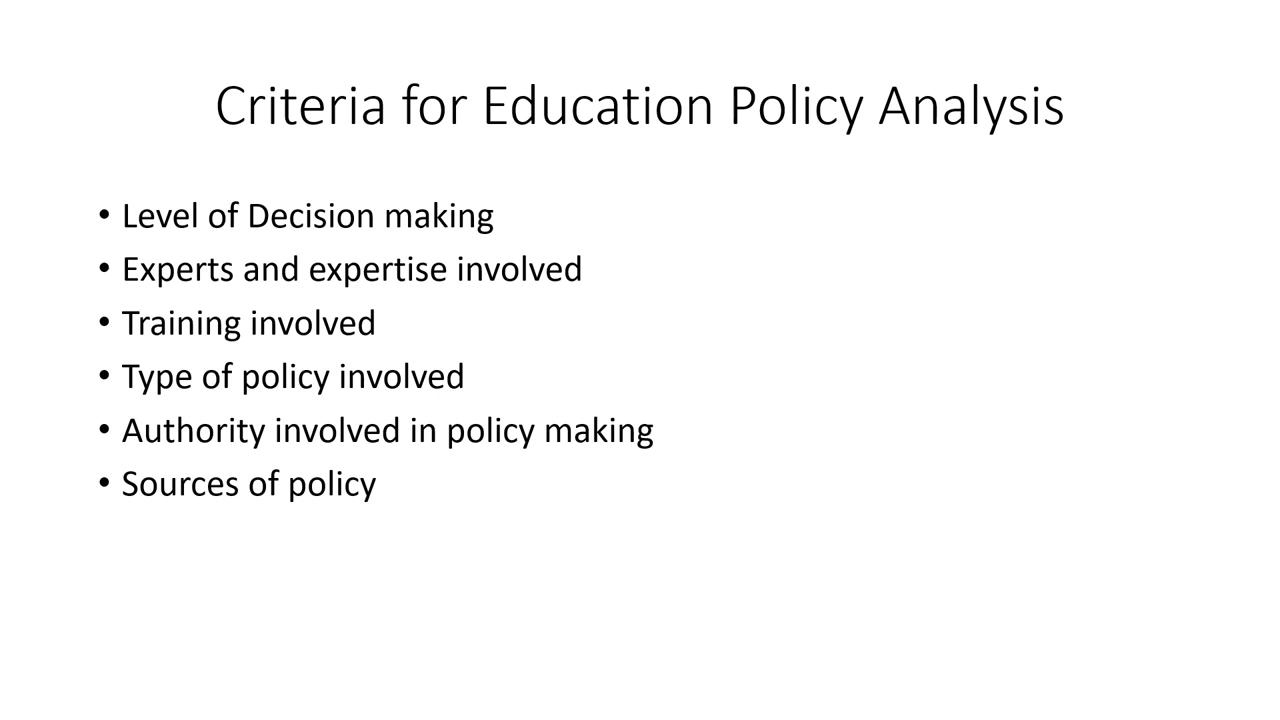 Criteria for Education Policy Analysis
• Level of Decision making
• Experts and expertise involved
• Training involved
• Type of policy involved
• Authority involved in policy making
• Sources of policy